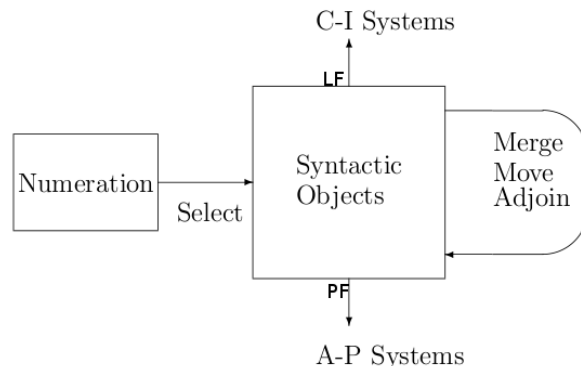 C-I Systems
LF
Numeration
Select
Syntactic
Objects
Merge
Move
Adjoin
PF
A-P Systems